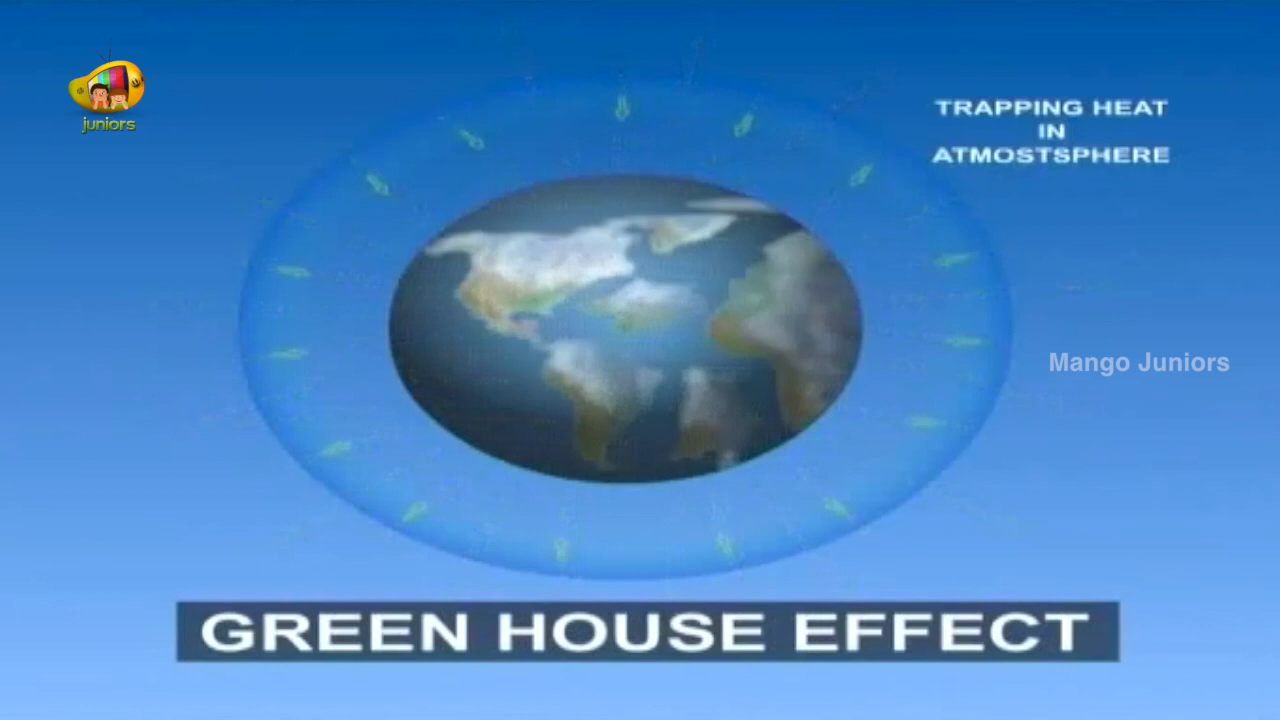 juniors
TRAPPING HEAT
IN
ATMOSTSPHERE
Mango Juniors
GREEN HOUSE EFFECT